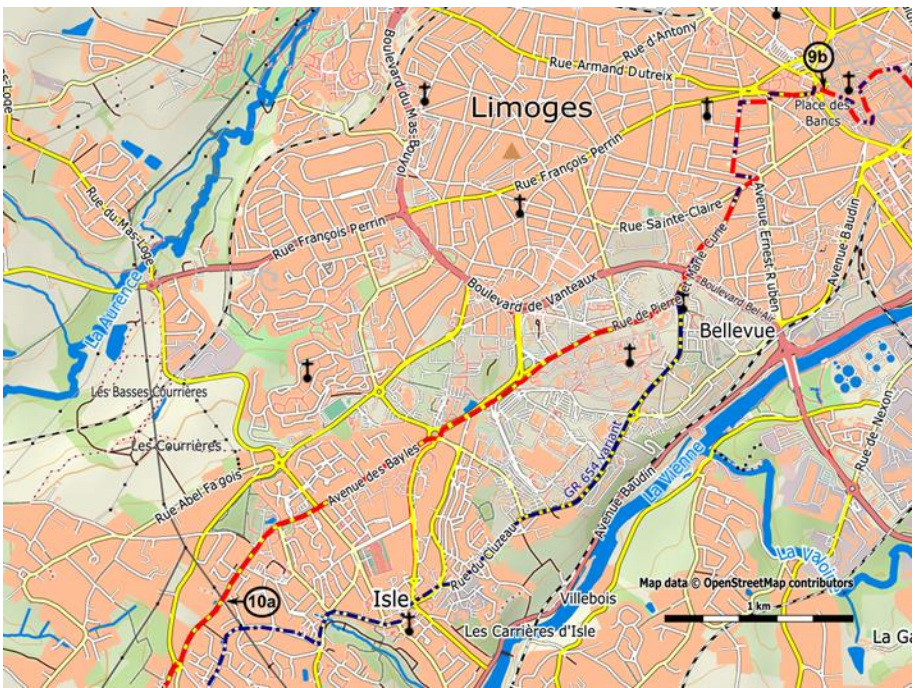 Rue d'Antony
Boulevard du Mas-Bouyol
Rue Armand Dutreix
9b
Limoges
Place des
Bancs
Rue François Perrin
Rue du Mas-Loge
Rue Sainte-Claire
Avenue Ernest Ruben
Avenue Baudin
Rue François Perrin
La Aurence
Boulevard de Vanteaux
Rue de Pierre et Marie Curie
Boulevard Bel-Air
Bellevue
Les Basses Courrières
Les Courrières
Rue Abel Fagois
Avenue des Bayles
GR 654 variant
Avenue Baudin
La Vienne
Rue de Nexon
La Valoi
Rue du Cluzeau
Map data © OpenStreetMap contributors
1 km
10a
Isle
Villebois
Les Carrières d'Isle
La Ga